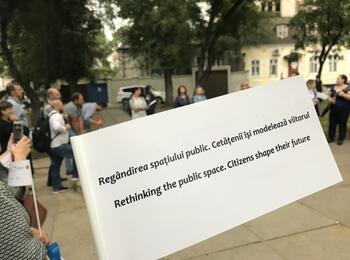 Regândirea spațiului public. Cetățenii își modelează viitorul
Rethinking the public space. Citizens shape their future